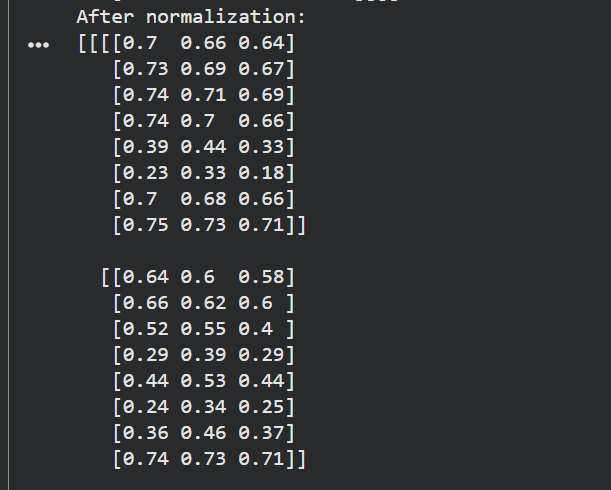 After normalization:
[[[[0.7  0.66 0.64]
   [0.73 0.69 0.67]
   [0.74 0.71 0.69]
   [0.74 0.7  0.66]
   [0.39 0.44 0.33]
   [0.23 0.33 0.18]
   [0.7  0.68 0.66]
   [0.75 0.73 0.71]]

  [[0.64 0.6  0.58]
   [0.66 0.62 0.6 ]
   [0.52 0.55 0.4 ]
   [0.29 0.39 0.29]
   [0.44 0.53 0.44]
   [0.24 0.34 0.25]
   [0.36 0.46 0.37]
   [0.74 0.73 0.71]]